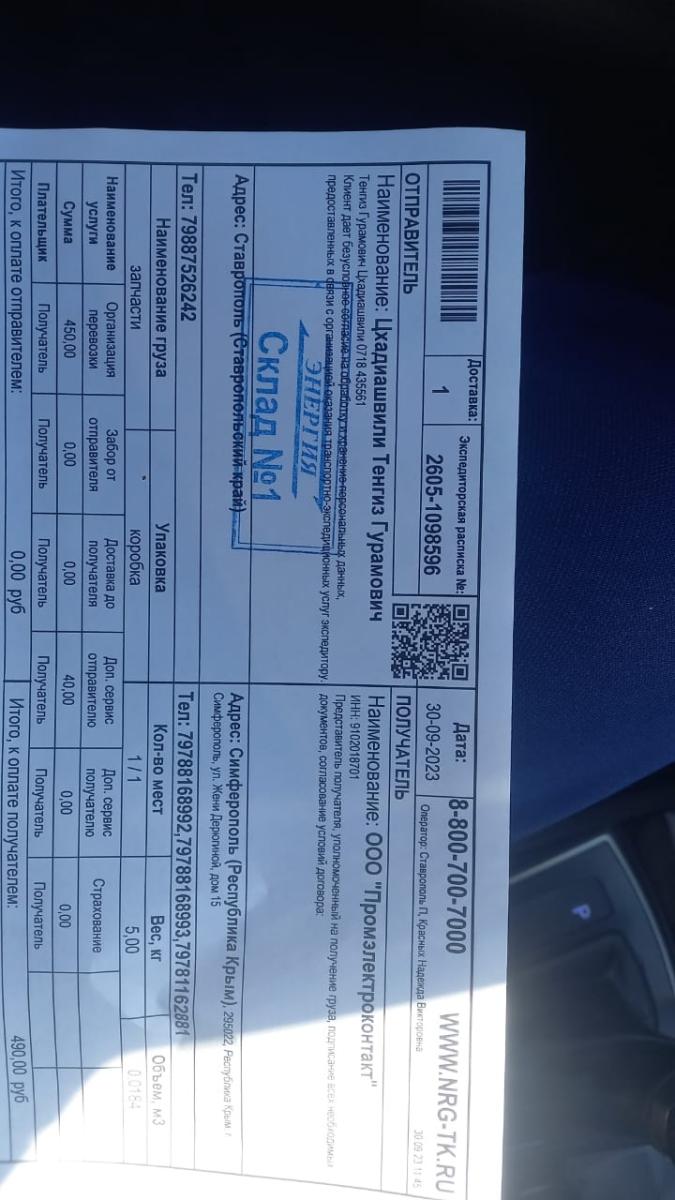 8-800-700-7000 WWW.NRG-TK.RU
Доставка: Экспедиторская расписка №: Дата:
1 2605-1098596 30-09-2023
Оператор: Ставрополь П, Красных Надежда Викторовна 30.09.23 11:45
ОТПРАВИТЕЛЬ
Наименование: Цхадиашвили Тенгиз Гурамович
Тенгиз Гурамович Цхадиашвили 0718 435561
Клиент дает безусловное согласие на обработку и хранение персональных данных,
предоставленных в связи с организацией оказания транспортно-экспедиционных услуг экспедитору.
Адрес: Ставрополь (Ставропольский край)
Тел: 79887526242
ЭНЕРГИЯ
Склад №1
ПОЛУЧАТЕЛЬ
Наименование: ООО "Промэлектроконтакт"
ИНН: 9102018701
Представитель получателя, уполномоченный на получение груза, подписание всех необходимых
документов, согласование условий договора:
Адрес: Симферополь (Республика Крым), 295022, Республика Крым г
Симферополь, ул. Жени Дерюгиной, дом 15
Тел: 79788168992,79788168993,79781162881
Наименование груза Упаковка Кол-во мест Вес, кг Объем, м3
запчасти коробка 1 / 1 5,00 0.0184
Наименование услуги Организация перевозки Забор от отправителя Доставка до получателя Доп. сервис отправителю Доп. сервис получателю Страхование
Сумма 450,00 0,00 0,00 40,00 0,00 0,00
Плательщик Получатель Получатель Получатель Получатель Получатель Получатель
Итого, к оплате отправителем: 0,00 руб Итого, к оплате получателем: 490,00 руб
P